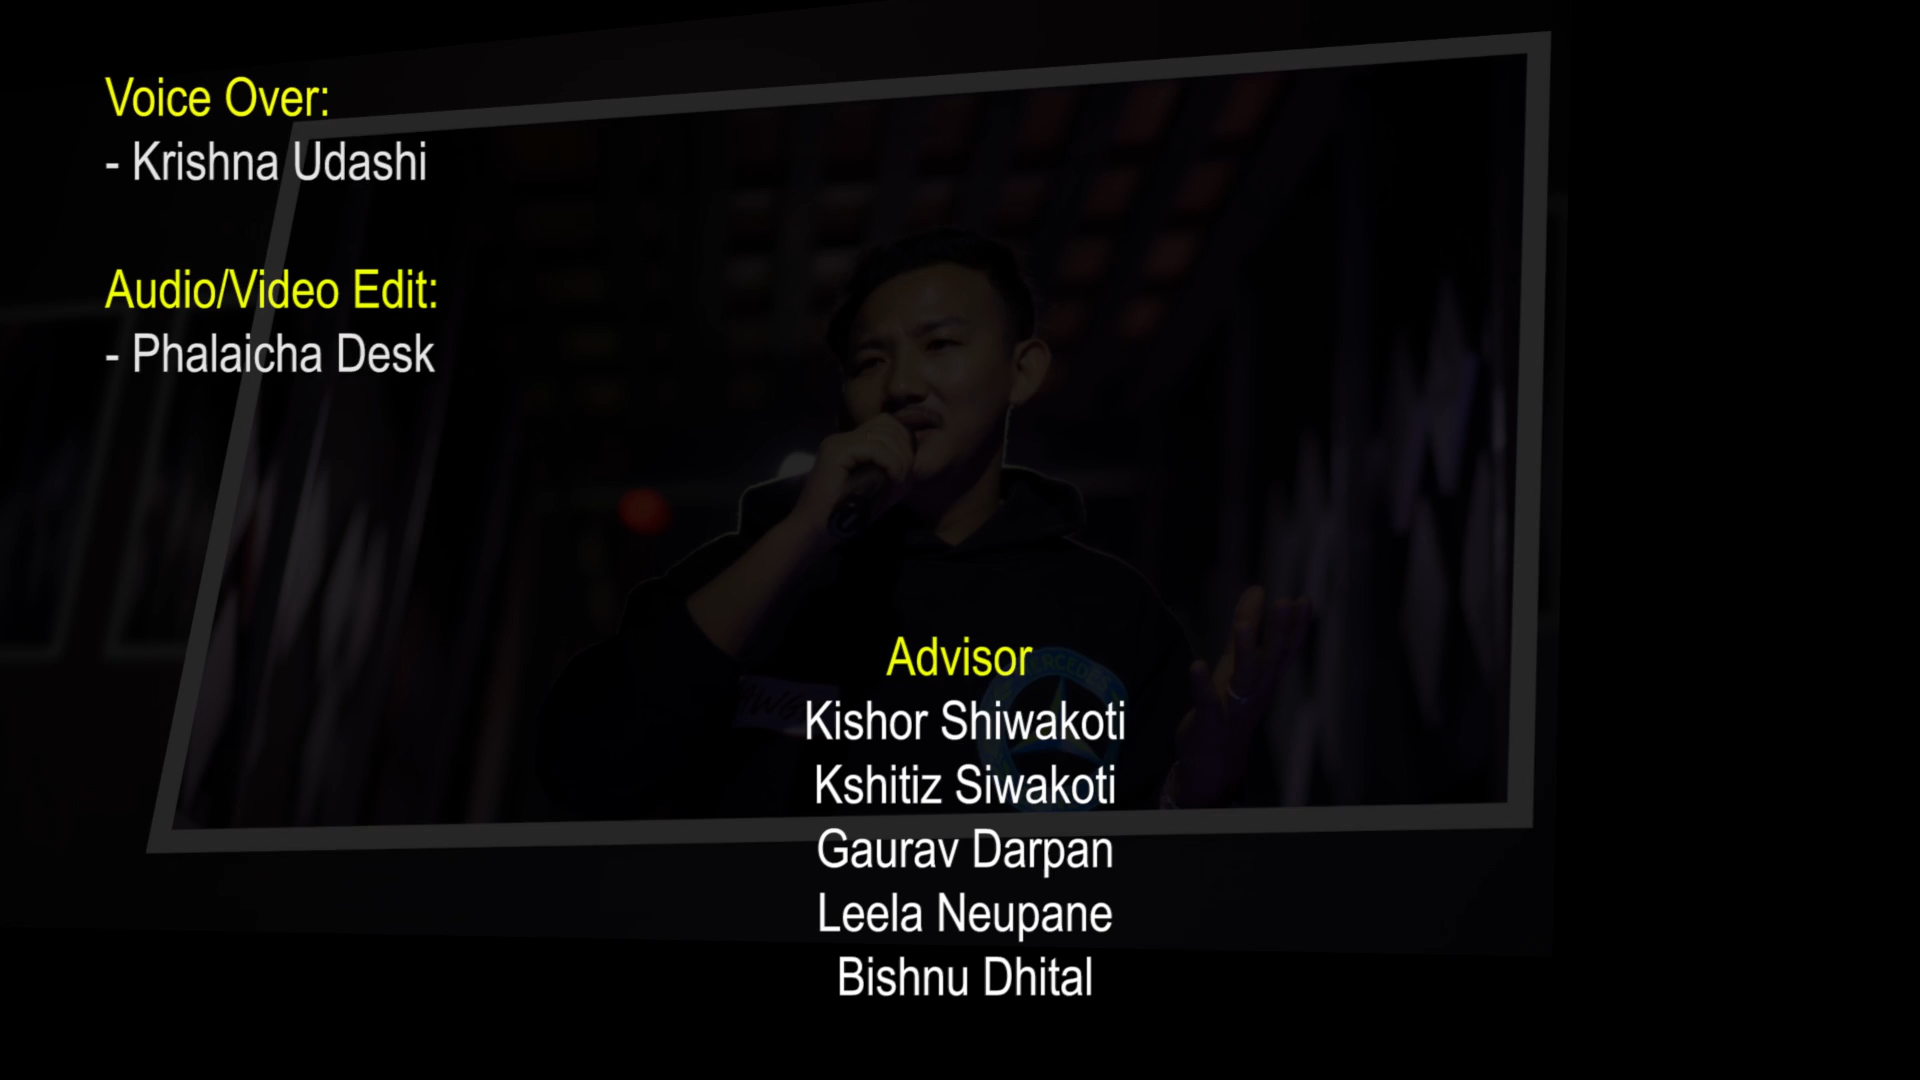 Voice Over:
- Krishna Udashi
Audio/Video Edit:
- Phalaicha Desk
Advisor
Kishor Shiwakoti
Kshitiz Siwakoti
Gaurav Darpan
Leela Neupane
Bishnu Dhital